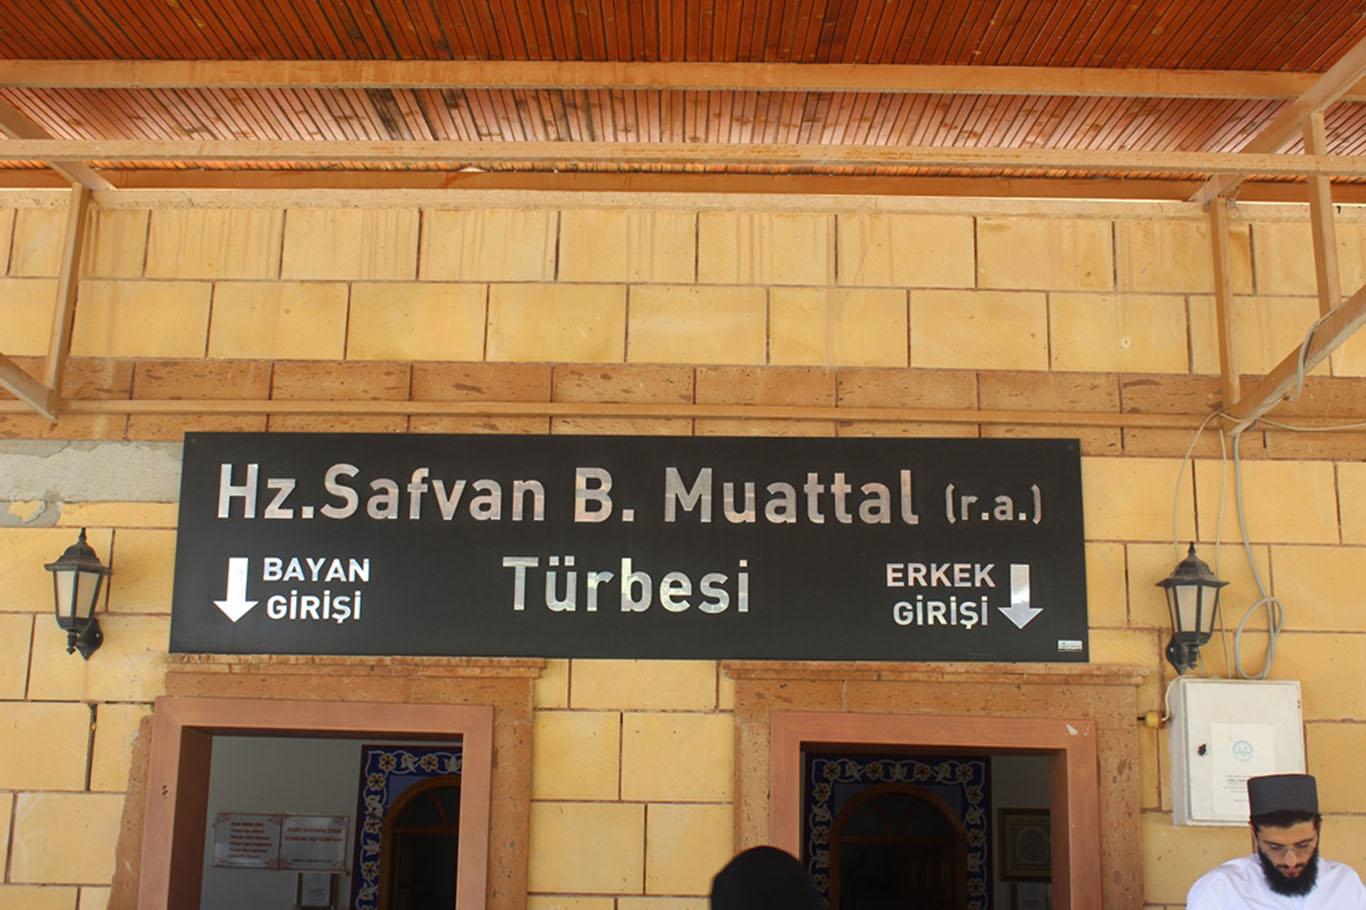 Hz.Safvan B. Muattal (r.a.)
Türbesi
BAYAN
GİRİŞİ
ERKEK
GİRİŞİ